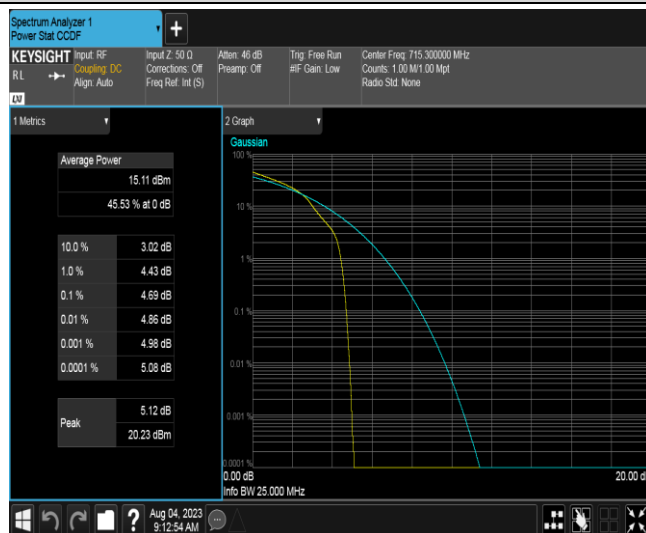 Spectrum Analyzer 1
Power Stat CCDF
+
KEYSIGHT
RL
LXI
Input: RF
Coupling: DC
Align: Auto
Input Z: 50 Ω
Corrections: Off
Freq Ref: Int (S)
Atten: 46 dB
Preamp: Off
Trig: Free Run
#IF Gain: Low
Center Freq: 715.300000 MHz
Counts: 1.00 M/1.00 Mpt
Radio Std: None
1 Metrics
Average Power
15.11 dBm
45.53 % at 0 dB
10.0 % 3.02 dB
1.0 % 4.43 dB
0.1 % 4.69 dB
0.01 % 4.86 dB
0.001 % 4.98 dB
0.0001 % 5.08 dB
Peak
5.12 dB
20.23 dBm
2 Graph
Gaussian
100 %
10 %
1 %
0.1 %
0.01 %
0.001 %
0.0001 %
0.00 dB
20.00 d
Info BW 25.000 MHz
?
Aug 04, 2023
9:12:54 AM